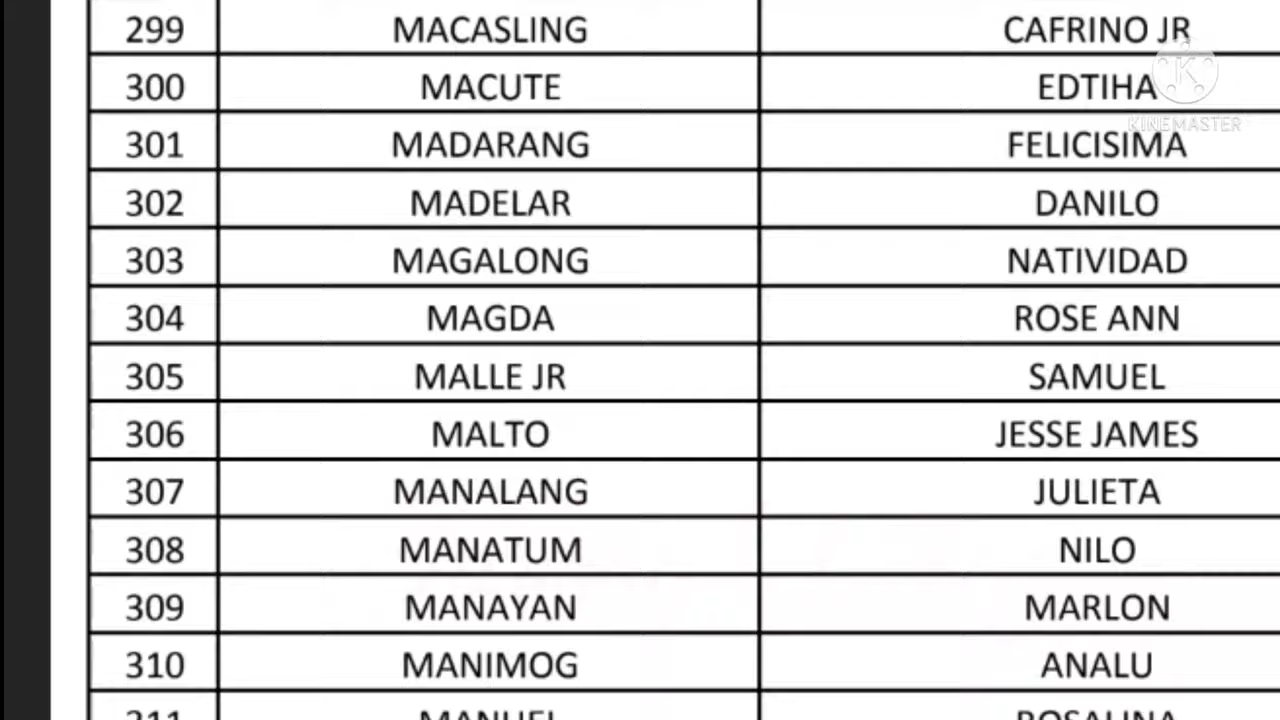 299 MACASLING CAFRINO JR
300 MACUTE EDTIHA
KINEMASTER
301 MADARANG FELICISIMA
302 MADELAR DANILO
303 MAGALONG NATIVIDAD
304 MAGDA ROSE ANN
305 MALLE JR SAMUEL
306 MALTO JESSE JAMES
307 MANALANG JULIETA
308 MANATUM NILO
309 MANAYAN MARLON
310 MANIMOG ANALU
311 MANUEL ROSALINA